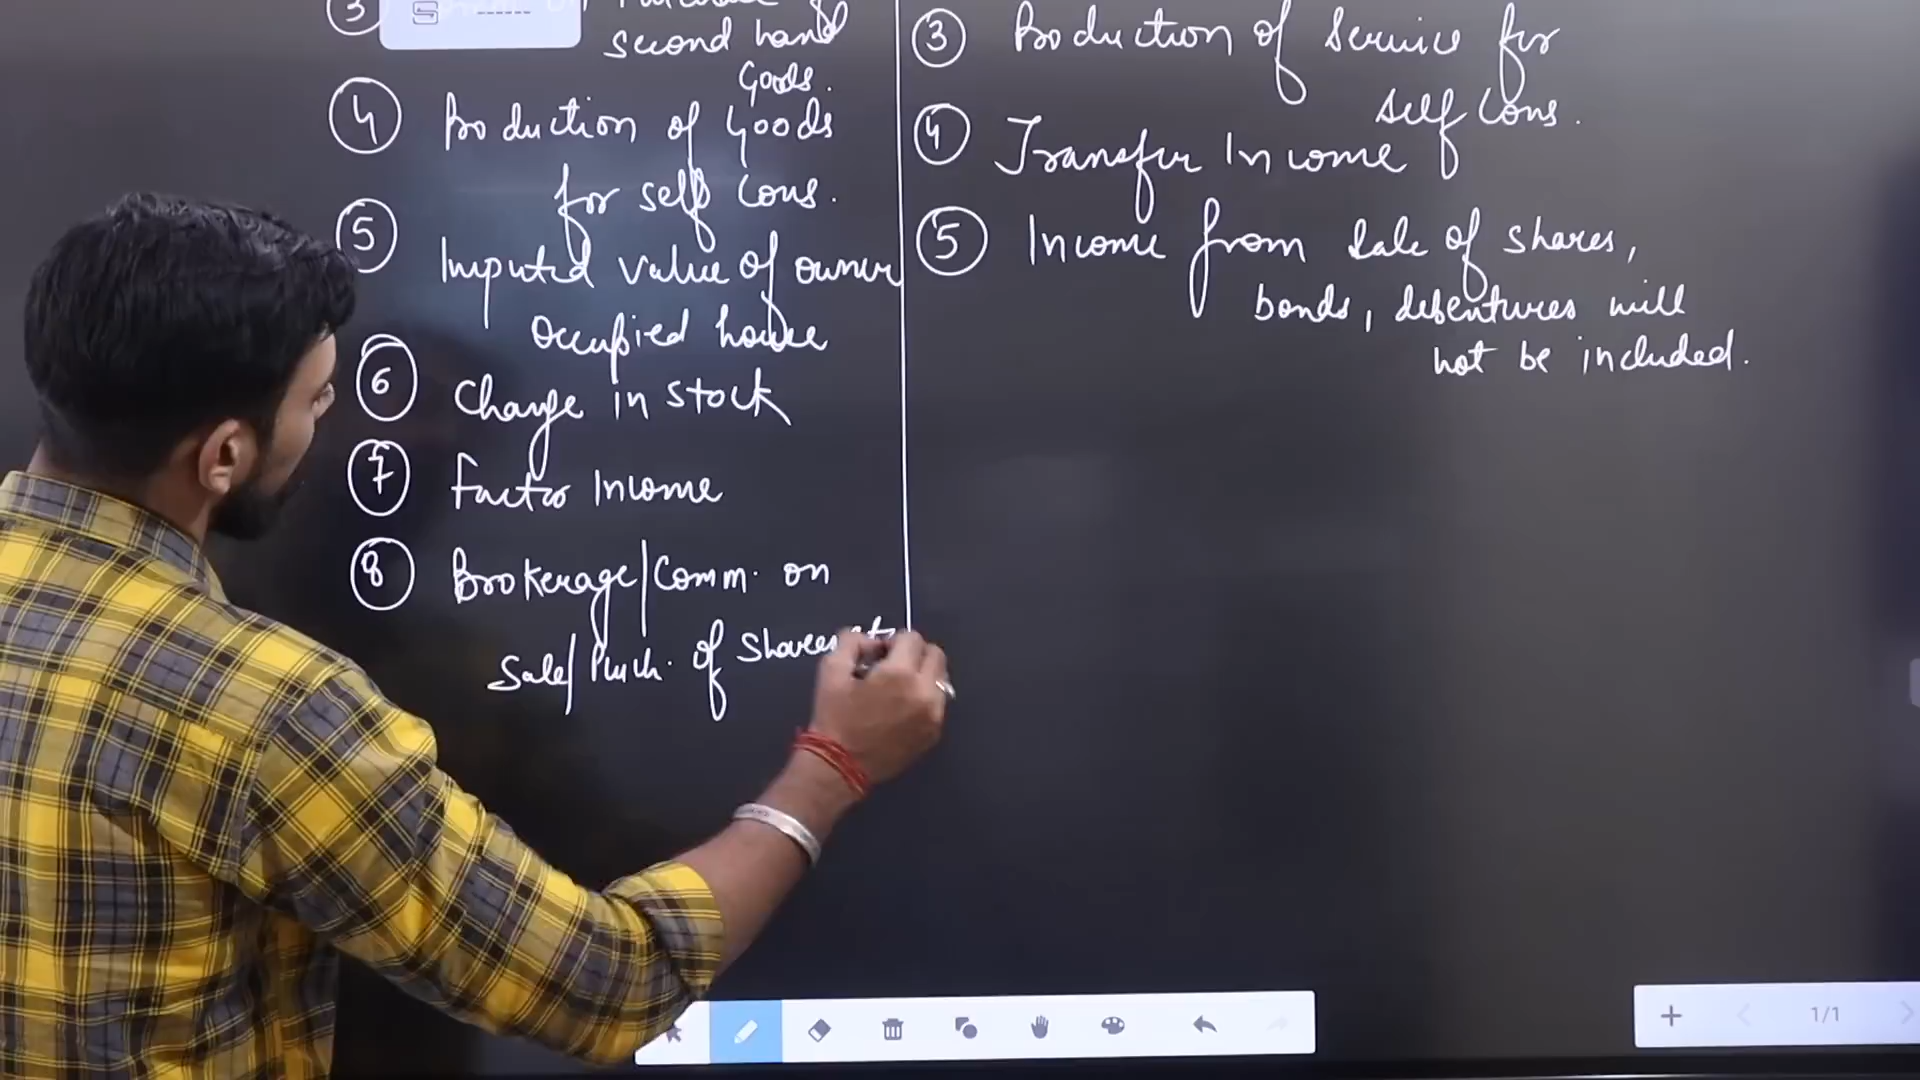 3
second hand
Goods.
4 Production of Goods
for self cons.
5 Imputed value of owner
occupied house
6 Change in stock
7 Factor Income
8 Brokerage/Comm. on
Sale/Purch. of Shares
3 Production of Service for
self cons.
4 Transfer Income
5 Income from Sale of shares,
bonds, debentures will
not be included.
1/1